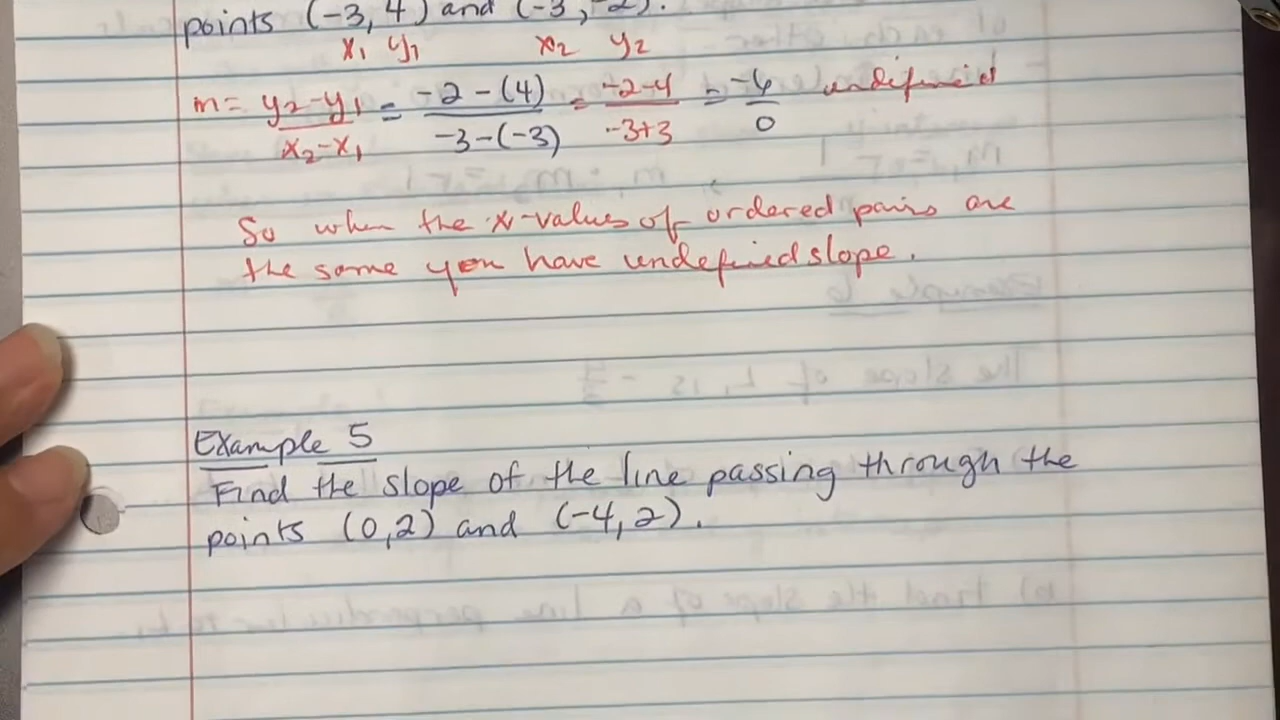 points (-3, 4) and (-3, -2).
x₁ y₁ x₂ y₂
m = y₂-y₁/x₂-x₁ = -2-(4)/-3-(-3) = -2-4/-3+3 = -6/0 undefined
So when the x-values of ordered pairs are
the same you have undefined slope.
Example 5
Find the slope of the line passing through the
points (0,2) and (-4,2).